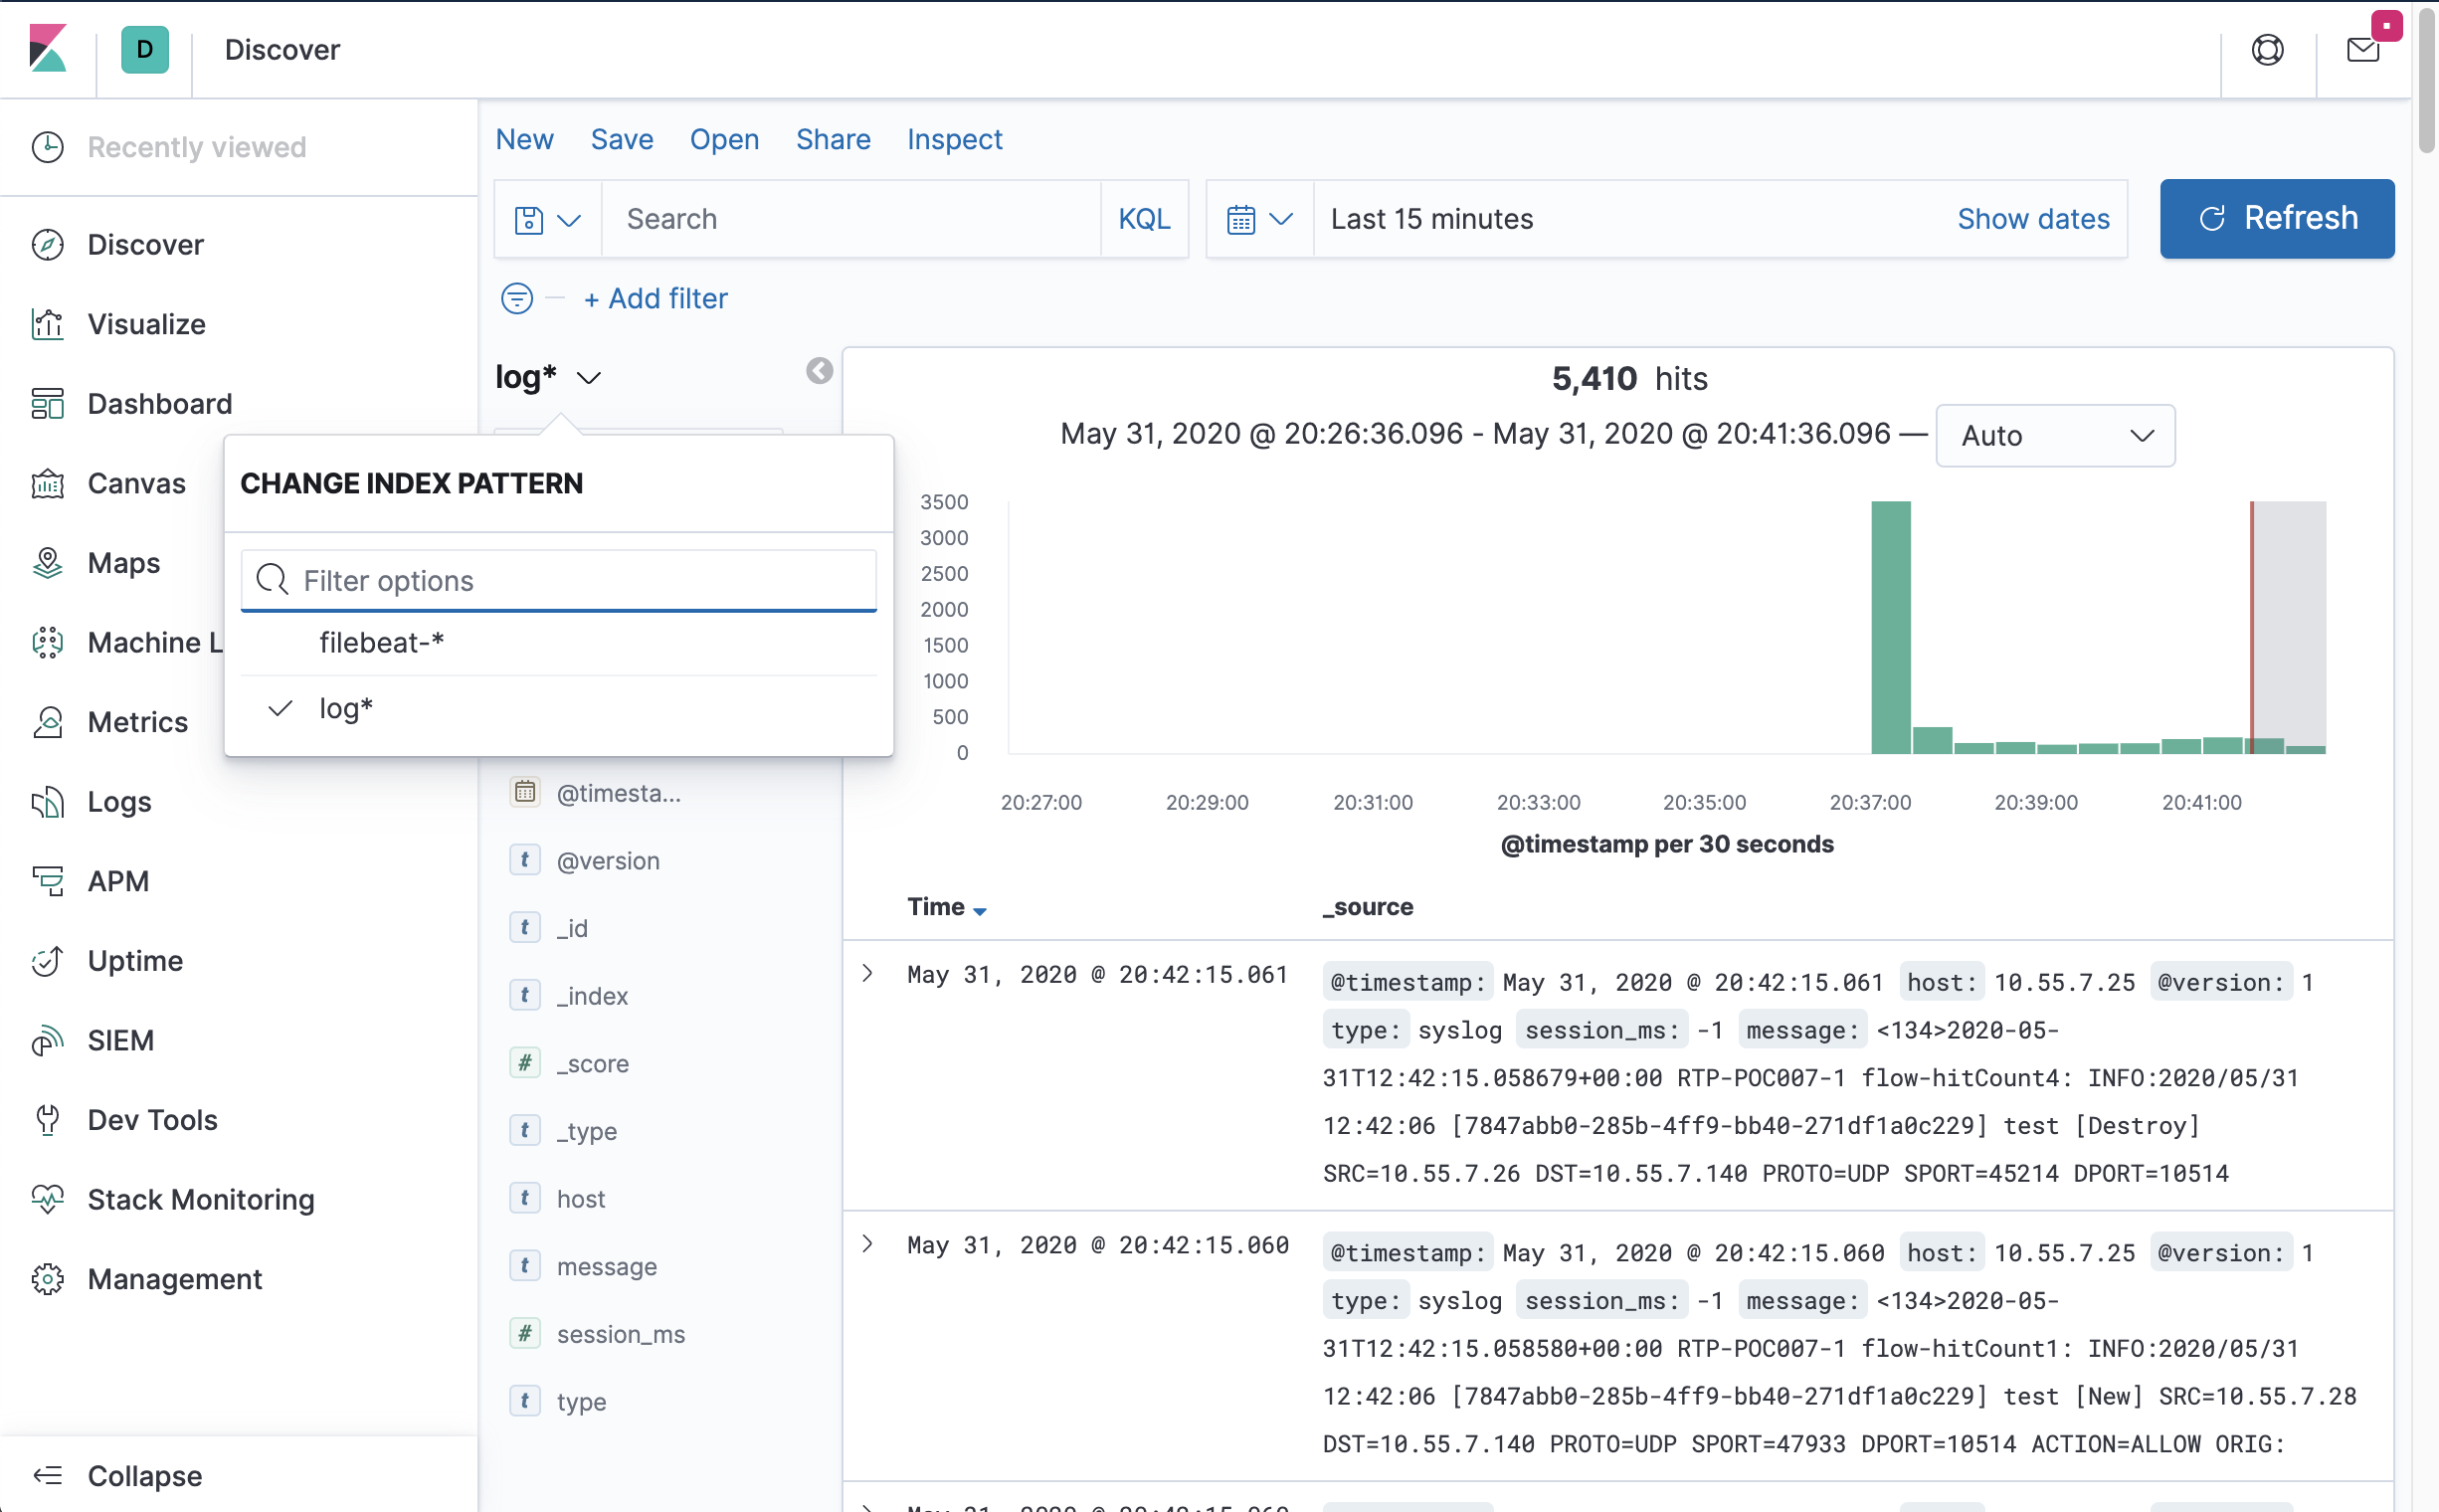 D
Discover
Recently viewed
Discover
Visualize
Dashboard
Canvas
Maps
Machine L
Metrics
Logs
APM
Uptime
SIEM
Dev Tools
Stack Monitoring
Management
Collapse
New Save Open Share Inspect
Search KQL
Last 15 minutes Show dates
Refresh
+ Add filter
log*
CHANGE INDEX PATTERN
Filter options
filebeat-*
log*
@timesta...
t @version
t _id
t _index
# _score
t _type
t host
t message
# session_ms
t type
5,410 hits
May 31, 2020 @ 20:26:36.096 - May 31, 2020 @ 20:41:36.096 — Auto
3500
3000
2500
2000
1500
1000
500
0
20:27:00 20:29:00 20:31:00 20:33:00 20:35:00 20:37:00 20:39:00 20:41:00
@timestamp per 30 seconds
Time _source
May 31, 2020 @ 20:42:15.061 @timestamp: May 31, 2020 @ 20:42:15.061 host: 10.55.7.25 @version: 1
type: syslog session_ms: -1 message: <134>2020-05-
31T12:42:15.058679+00:00 RTP-POC007-1 flow-hitCount4: INFO:2020/05/31
12:42:06 [7847abb0-285b-4ff9-bb40-271df1a0c229] test [Destroy]
SRC=10.55.7.26 DST=10.55.7.140 PROTO=UDP SPORT=45214 DPORT=10514
May 31, 2020 @ 20:42:15.060 @timestamp: May 31, 2020 @ 20:42:15.060 host: 10.55.7.25 @version: 1
type: syslog session_ms: -1 message: <134>2020-05-
31T12:42:15.058580+00:00 RTP-POC007-1 flow-hitCount1: INFO:2020/05/31
12:42:06 [7847abb0-285b-4ff9-bb40-271df1a0c229] test [New] SRC=10.55.7.28
DST=10.55.7.140 PROTO=UDP SPORT=47933 DPORT=10514 ACTION=ALLOW ORIG: